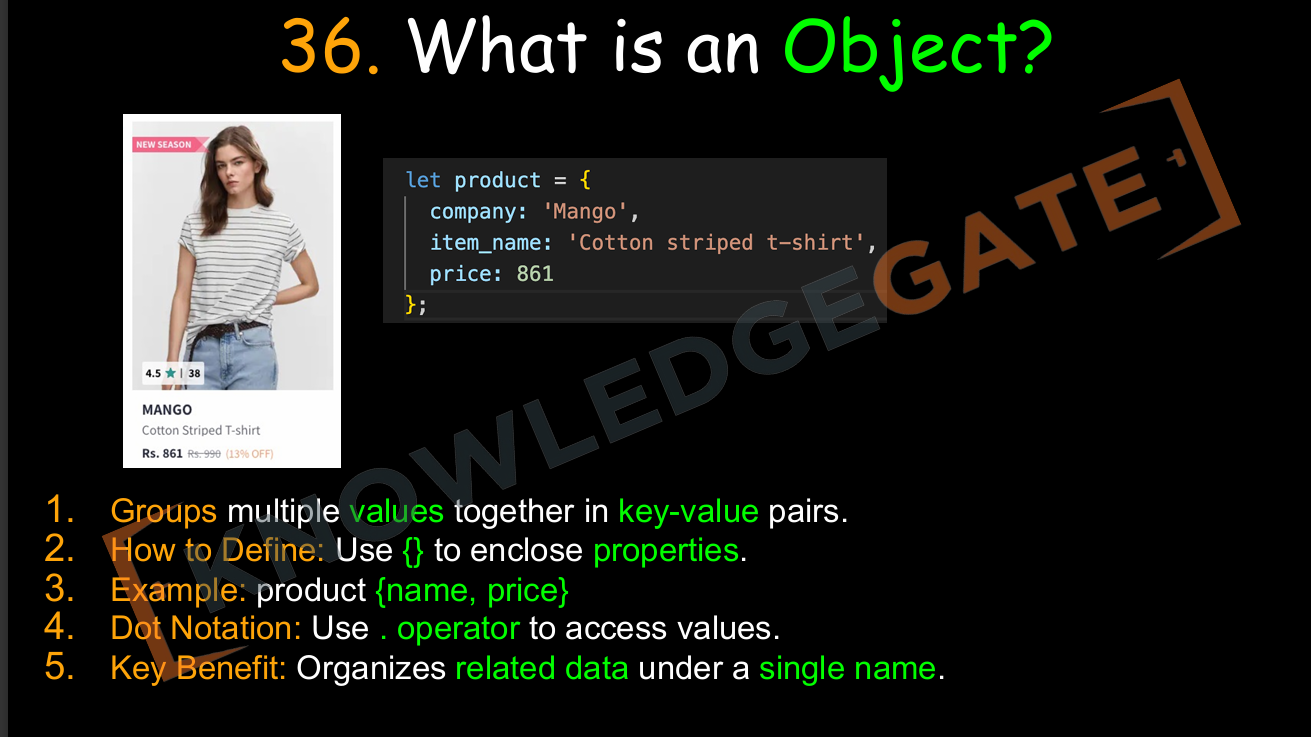 36. What is an Object?
NEW SEASON
4.5 ★ | 38
MANGO
Cotton Striped T-shirt
Rs. 861 Rs. 990 (13% OFF)
let product = {
company: 'Mango',
item_name: 'Cotton striped t-shirt',
price: 861
};
1. Groups multiple values together in key-value pairs.
2. How to Define: Use {} to enclose properties.
3. Example: product {name, price}
4. Dot Notation: Use . operator to access values.
5. Key Benefit: Organizes related data under a single name.
KNOWLEDGEGATE